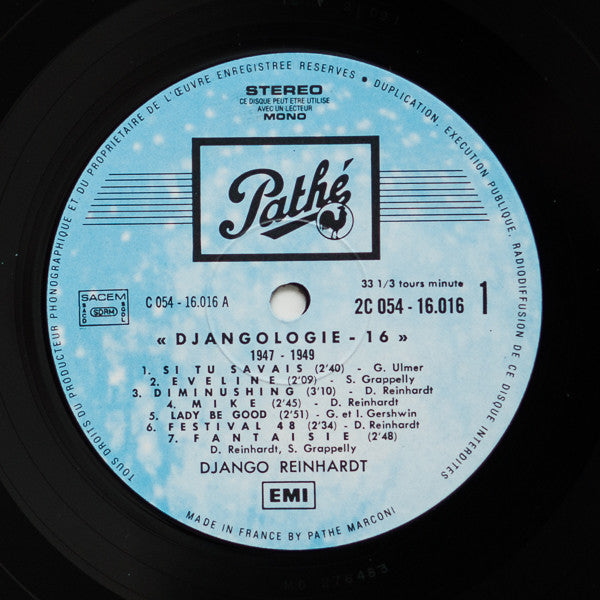 TOUS DROITS DU PRODUCTEUR PHONOGRAPHIQUE ET DU PROPRIETAIRE DE L'ŒUVRE ENREGISTREE RESERVES • DUPLICATION, EXECUTION PUBLIQUE, RADIODIFFUSION DE CE DISQUE INTERDITES
STEREO
CE DISQUE PEUT ETRE UTILISE
AVEC UN LECTEUR
MONO
Pathé
33 1/3 tours minute
SACEM
SACD SDRM SGDL
C 054 - 16.016 A
2C 054 - 16.016 1
« DJANGOLOGIE - 16 »
1947 - 1949
1. SI TU SAVAIS (2'40) - G. Ulmer
2. EVELINE (2'09) - S. Grappelly
3. DIMINUSHING (3'10) - D. Reinhardt
4. MIKE (2'45) - D. Reinhardt
5. LADY BE GOOD (2'51) - G. et I. Gershwin
6. FESTIVAL 48 (2'34) - D. Reinhardt
7. FANTAISIE (2'48)
D. Reinhardt, S. Grappelly
DJANGO REINHARDT
EMI
MADE IN FRANCE BY PATHE MARCONI